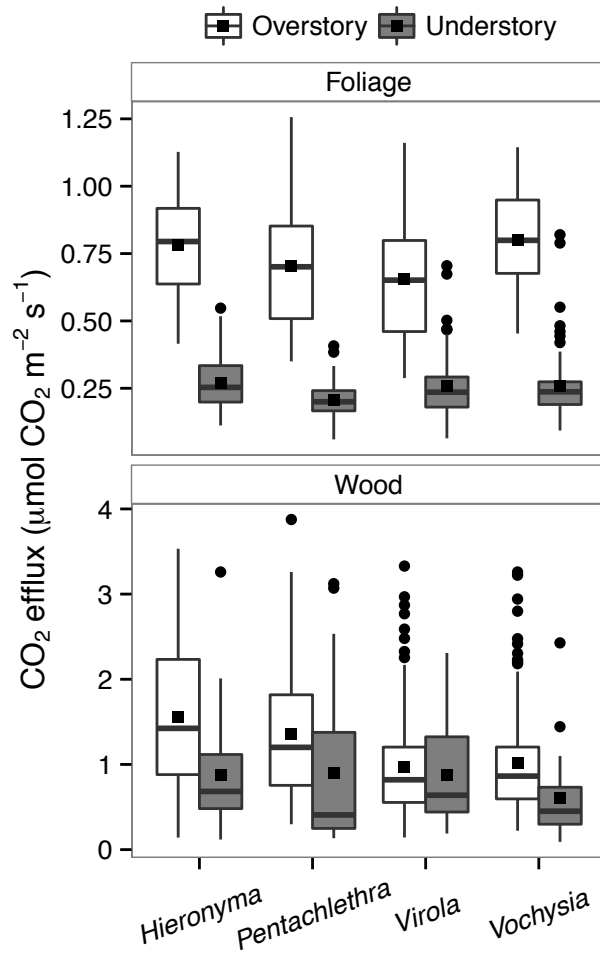 Overstory Understory
Foliage
1.25
1.00
0.75
0.50
0.25
Wood
4
3
2
1
0
CO₂ efflux (μmol CO₂ m⁻² s⁻¹)
Hieronyma Pentachlethra Virola Vochysia